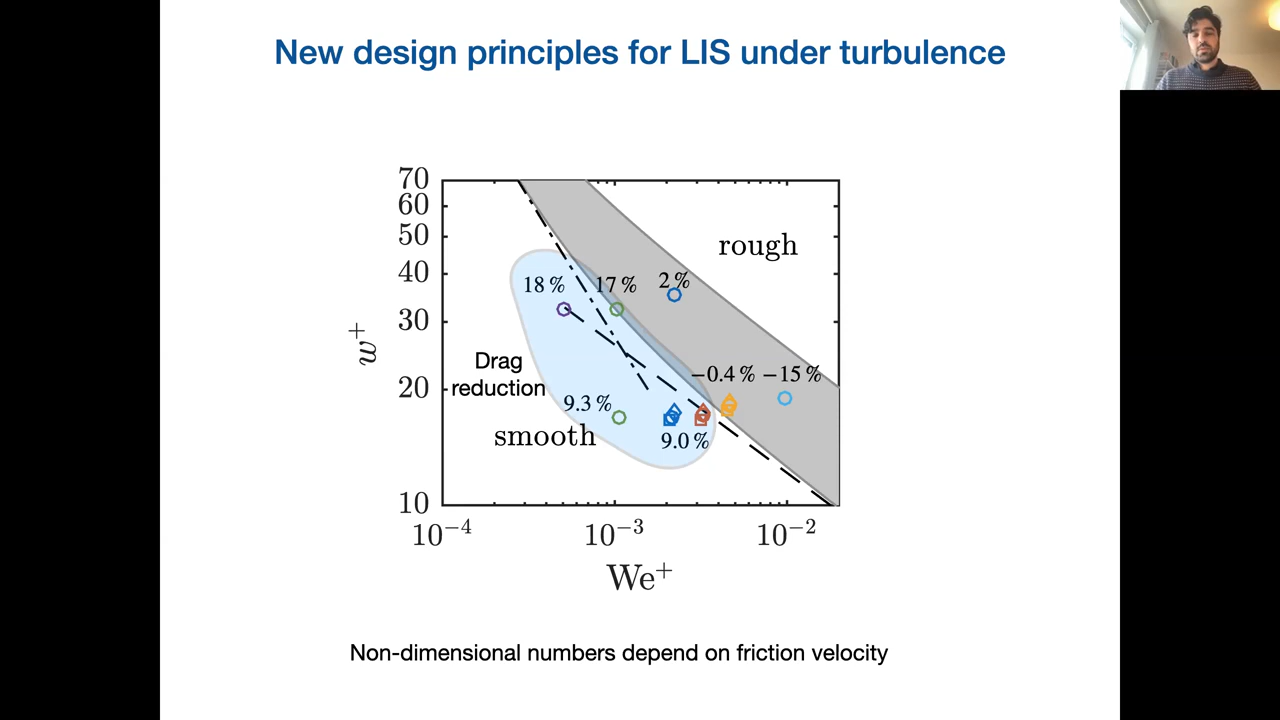 New design principles for LIS under turbulence
70
60
50
40
30
20
10
w⁺
rough
18 %
17 %
2 %
Drag
reduction
−0.4 %
−15 %
9.3 %
smooth
9.0 %
10⁻⁴
10⁻³
10⁻²
We⁺
Non-dimensional numbers depend on friction velocity